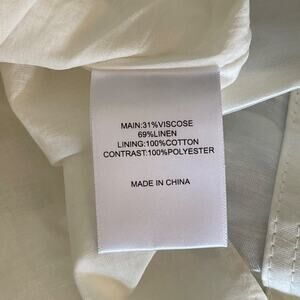 MAIN:31%VISCOSE
69%LINEN
LINING:100%COTTON
CONTRAST:100%POLYESTER
MADE IN CHINA